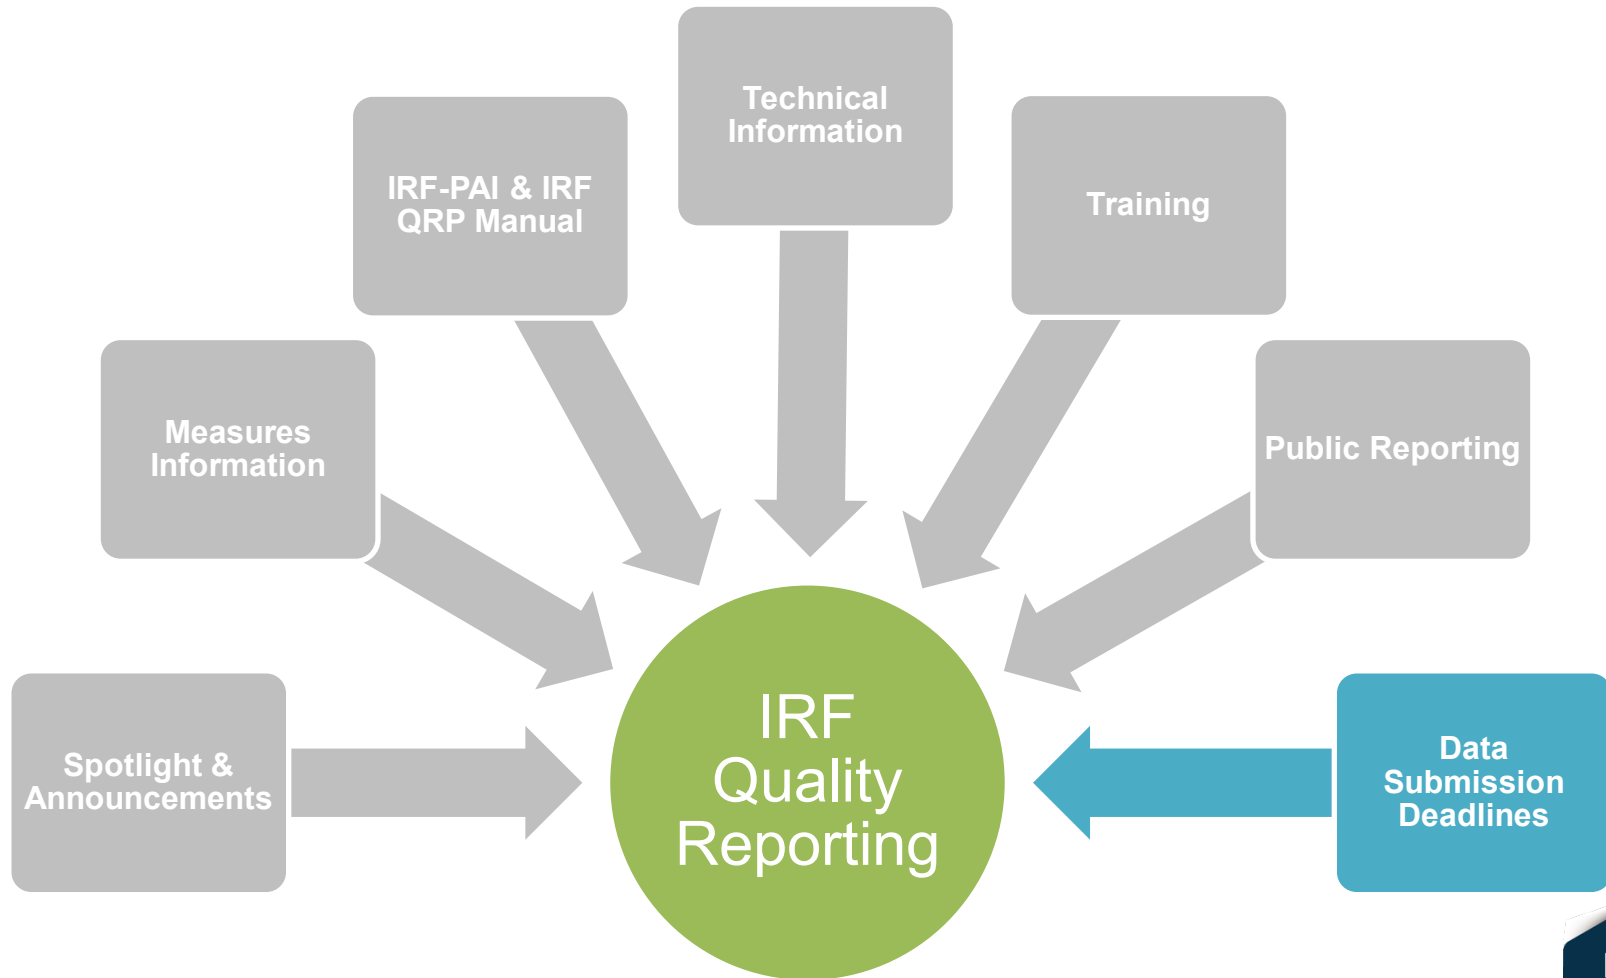 Technical
Information
IRF-PAI & IRF
QRP Manual
Training
Measures
Information
Public Reporting
Spotlight &
Announcements
IRF
Quality
Reporting
Data
Submission
Deadlines